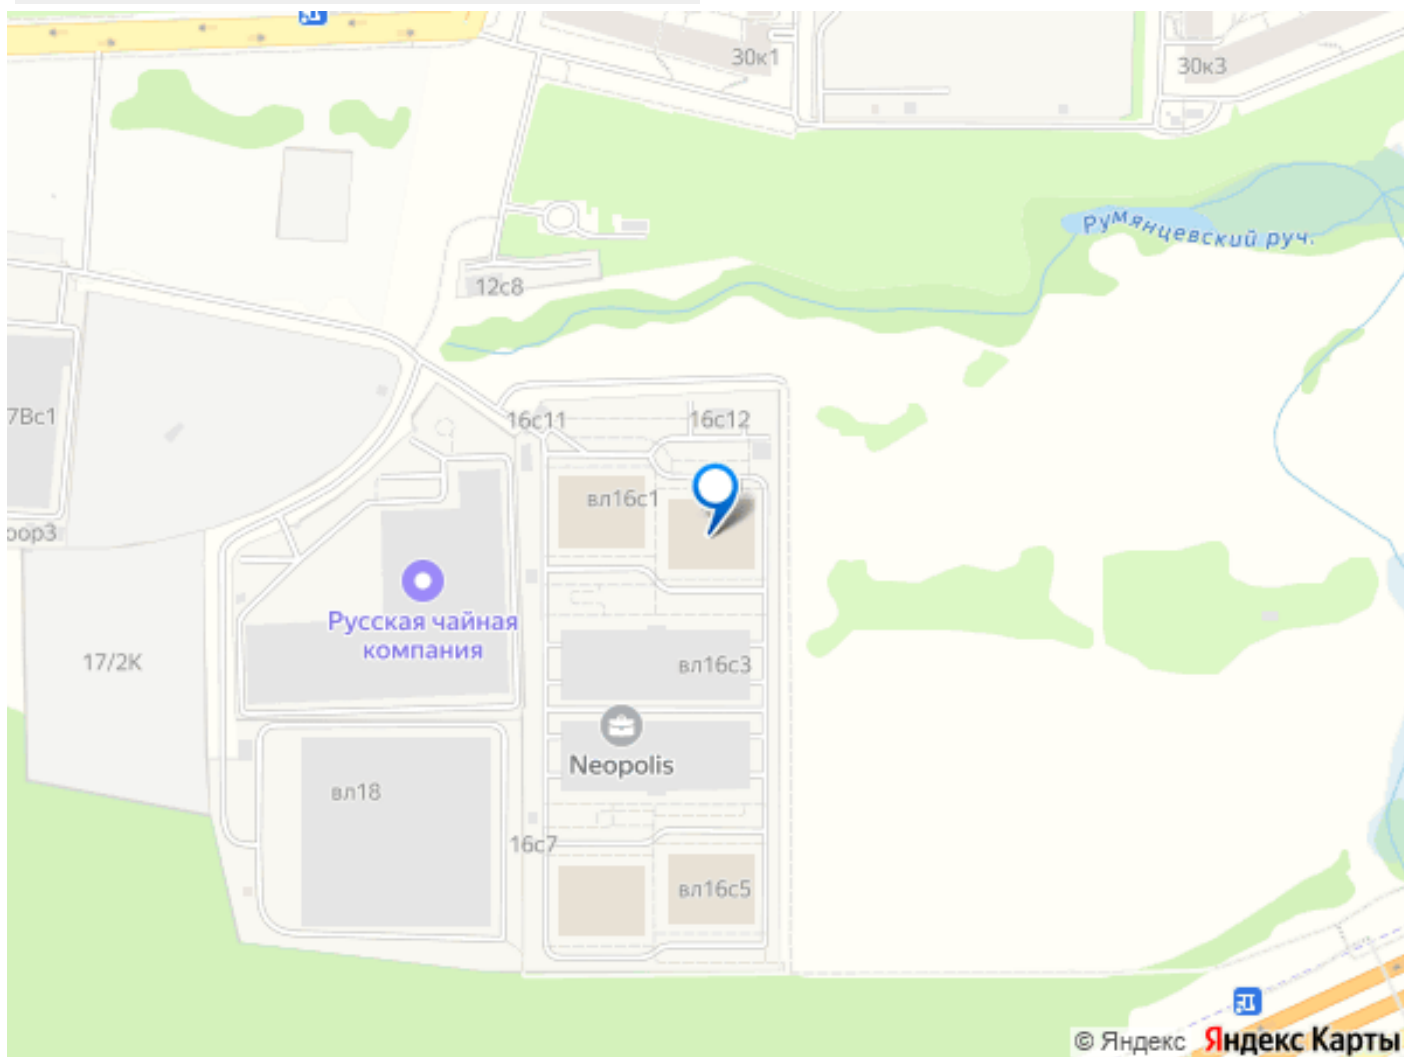 30к1
30к3
Румянцевский руч.
12с8
7Вс1
16с11
16с12
вл16с1
оор3
Русская чайная
компания
17/2К
вл16с3
Neopolis
вл18
16с7
вл16с5
© Яндекс Яндекс Карты